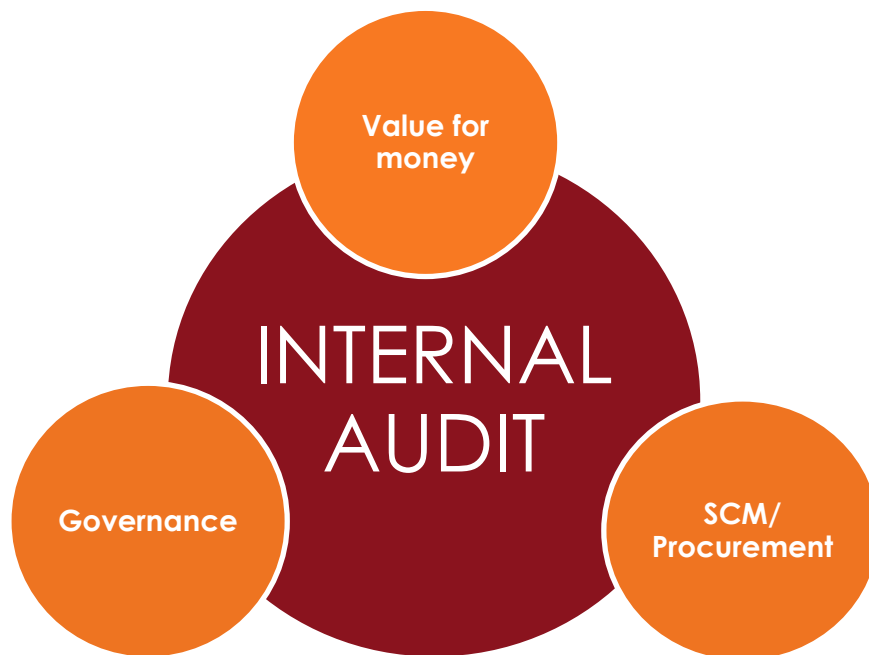 Value for
money
INTERNAL
AUDIT
Governance
SCM/
Procurement